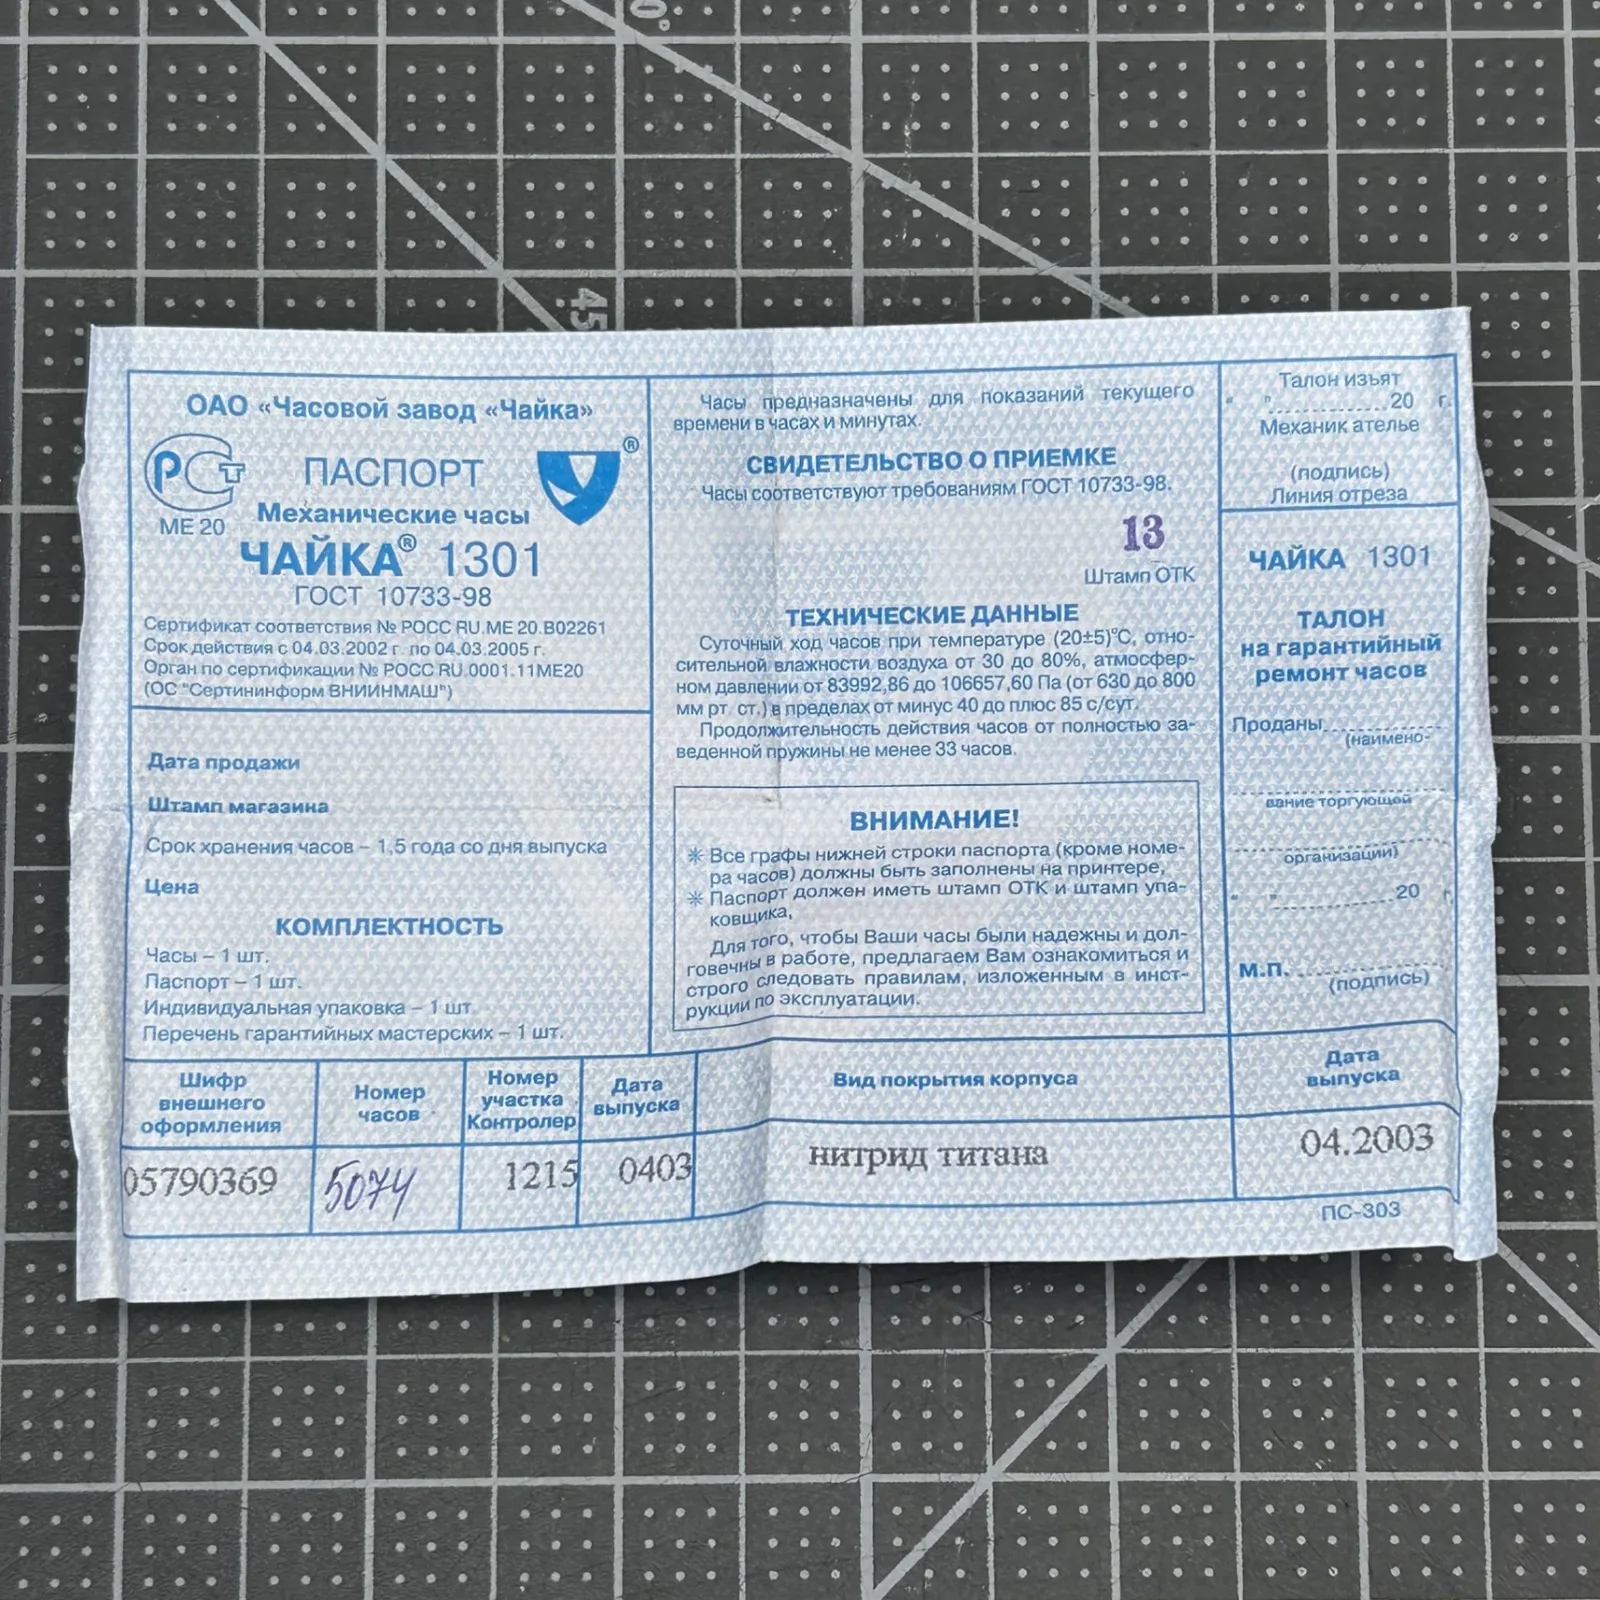 0°
45
ОАО «Часовой завод «Чайка»
РСТ
МЕ 20
ПАСПОРТ
®
Механические часы
ЧАЙКА® 1301
ГОСТ 10733-98
Сертификат соответствия № РОСС RU.МЕ 20.В02261
Срок действия с 04.03.2002 г. по 04.03.2005 г.
Орган по сертификации № РОСС RU.0001.11МЕ20
(ОС "Сертининформ ВНИИНМАШ")
Дата продажи
Штамп магазина
Срок хранения часов – 1,5 года со дня выпуска
Цена
КОМПЛЕКТНОСТЬ
Часы – 1 шт.
Паспорт – 1 шт.
Индивидуальная упаковка – 1 шт
Перечень гарантийных мастерских – 1 шт.
Часы предназначены для показаний текущего
времени в часах и минутах.
СВИДЕТЕЛЬСТВО О ПРИЕМКЕ
Часы соответствуют требованиям ГОСТ 10733-98.
13
Штамп ОТК
ТЕХНИЧЕСКИЕ ДАННЫЕ
Суточный ход часов при температуре (20±5)°С, отно-
сительной влажности воздуха от 30 до 80%, атмосфер-
ном давлении от 83992,86 до 106657,60 Па (от 630 до 800
мм рт. ст.) в пределах от минус 40 до плюс 85 с/сут.
Продолжительность действия часов от полностью за-
веденной пружины не менее 33 часов.
ВНИМАНИЕ!
✳ Все графы нижней строки паспорта (кроме номе-
ра часов) должны быть заполнены на принтере,
✳ Паспорт должен иметь штамп ОТК и штамп упа-
ковщика,
Для того, чтобы Ваши часы были надежны и дол-
говечны в работе, предлагаем Вам ознакомиться и
строго следовать правилам, изложенным в инст-
рукции по эксплуатации.
Талон изъят
" "..............20 г.
Механик ателье
(подпись)
Линия отреза
ЧАЙКА 1301
ТАЛОН
на гарантийный
ремонт часов
Проданы..............
(наимено-
вание торгующей
организации)
" "..............20 г.
М.П...............
(подпись)
Шифр внешнего оформления
Номер часов
Номер участка Контролер
Дата выпуска
Вид покрытия корпуса
Дата выпуска
05790369
5074
1215
0403
нитрид титана
04.2003
ПС-303